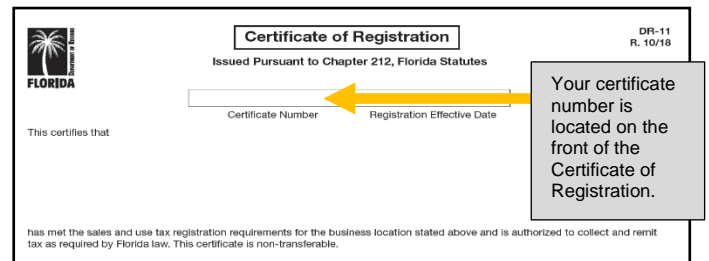 Certificate of Registration
DR-11
R. 10/18
Issued Pursuant to Chapter 212, Florida Statutes
FLORIDA
Certificate Number
Registration Effective Date
Your certificate
number is
located on the
front of the
Certificate of
Registration.
This certifies that
has met the sales and use tax registration requirements for the business location stated above and is authorized to collect and remit
tax as required by Florida law. This certificate is non-transferable.